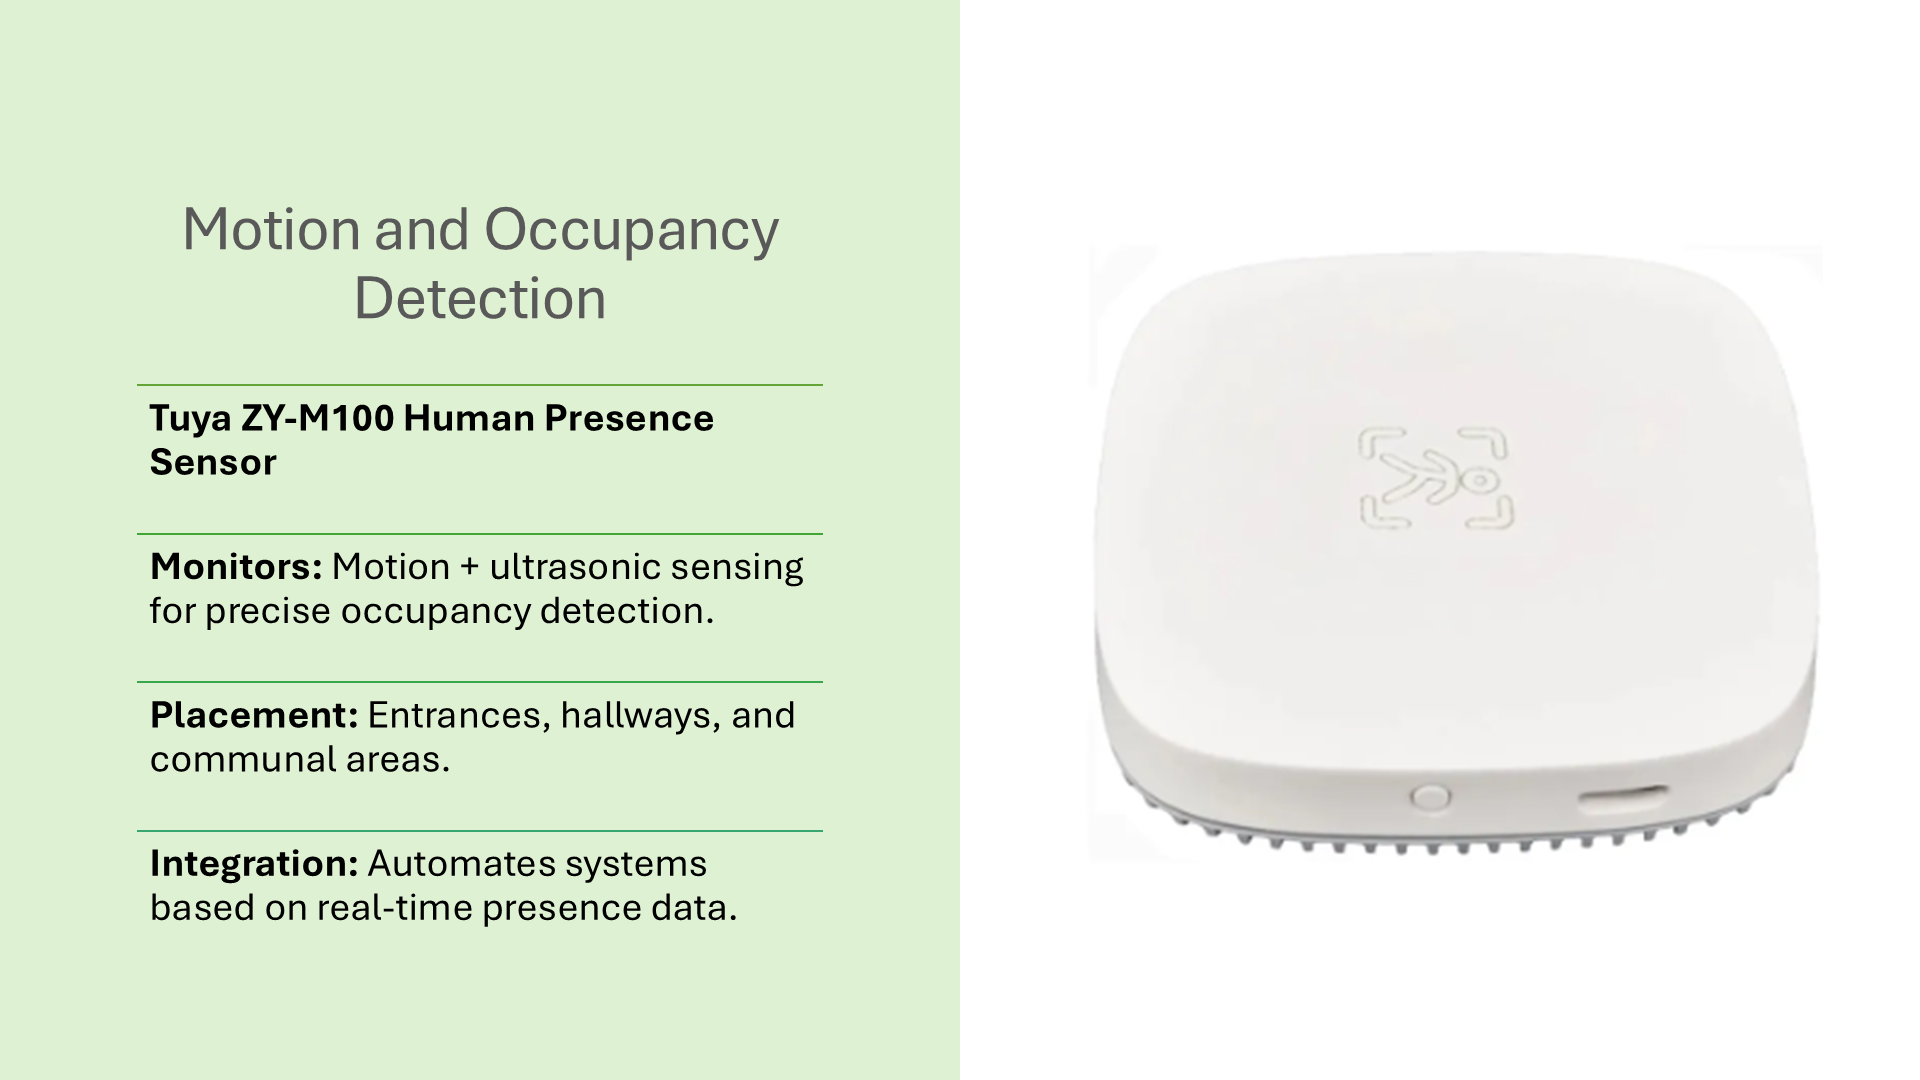 Motion and Occupancy
Detection
Tuya ZY-M100 Human Presence
Sensor
Monitors: Motion + ultrasonic sensing
for precise occupancy detection.
Placement: Entrances, hallways, and
communal areas.
Integration: Automates systems
based on real-time presence data.